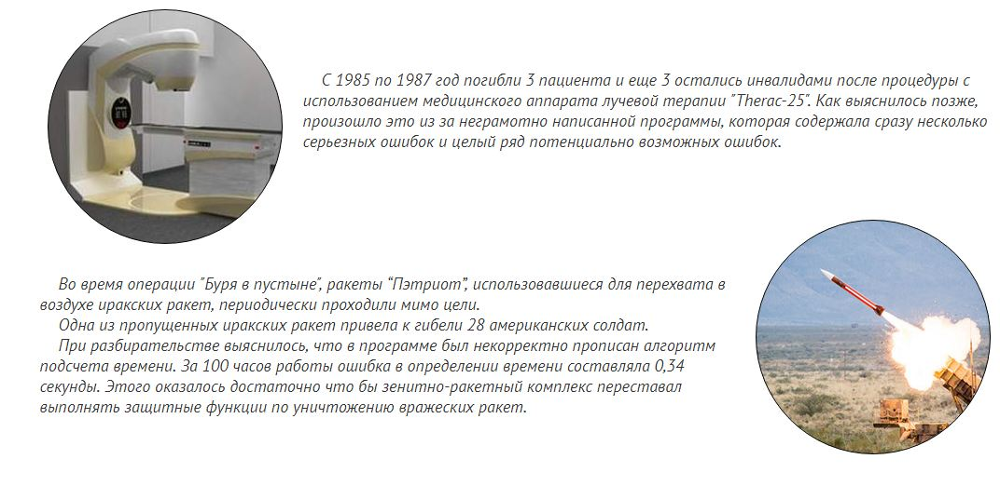 С 1985 по 1987 год погибли 3 пациента и еще 3 остались инвалидами после процедуры с
использованием медицинского аппарата лучевой терапии "Therac-25". Как выяснилось позже,
произошло это из за неграмотно написанной программы, которая содержала сразу несколько
серьезных ошибок и целый ряд потенциально возможных ошибок.
Во время операции "Буря в пустыне", ракеты “Пэтриот”, использовавшиеся для перехвата в
воздухе иракских ракет, периодически проходили мимо цели.
Одна из пропущенных иракских ракет привела к гибели 28 американских солдат.
При разбирательстве выяснилось, что в программе был некорректно прописан алгоритм
подсчета времени. За 100 часов работы ошибка в определении времени составляла 0,34
секунды. Этого оказалось достаточно что бы зенитно-ракетный комплекс переставал
выполнять защитные функции по уничтожению вражеских ракет.